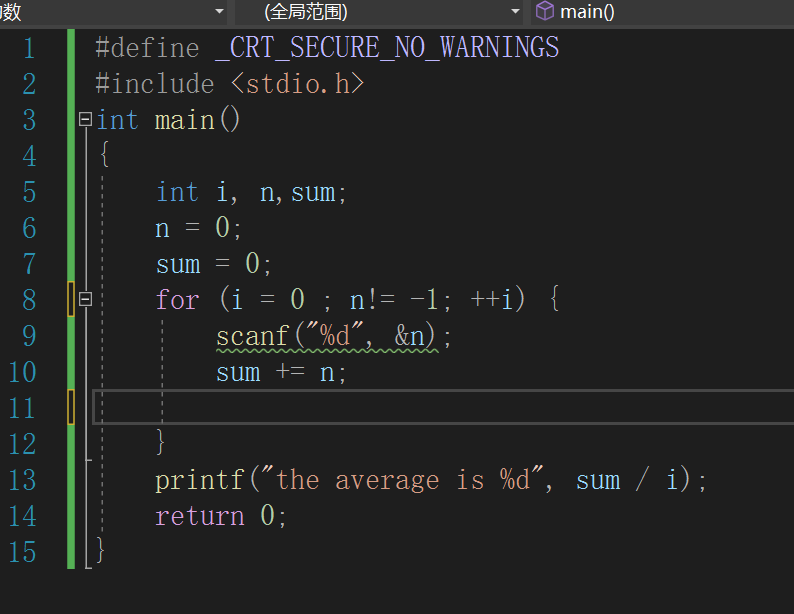 数 (全局范围) main()
1 #define _CRT_SECURE_NO_WARNINGS
2 #include <stdio.h>
3 int main()
4 {
5 int i, n,sum;
6 n = 0;
7 sum = 0;
8 for (i = 0 ; n!= -1; ++i) {
9 scanf("%d", &n);
10 sum += n;
11
12 }
13 printf("the average is %d", sum / i);
14 return 0;
15 }